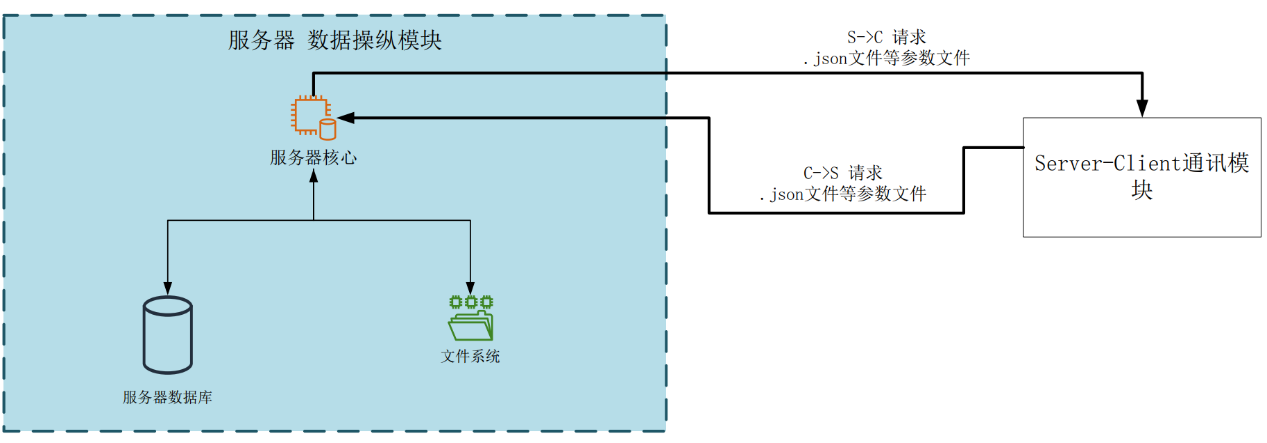 服务器 数据操纵模块
S->C 请求
.json文件等参数文件
服务器核心
Server-Client通讯模
块
C->S 请求
.json文件等参数文件
文件系统
服务器数据库